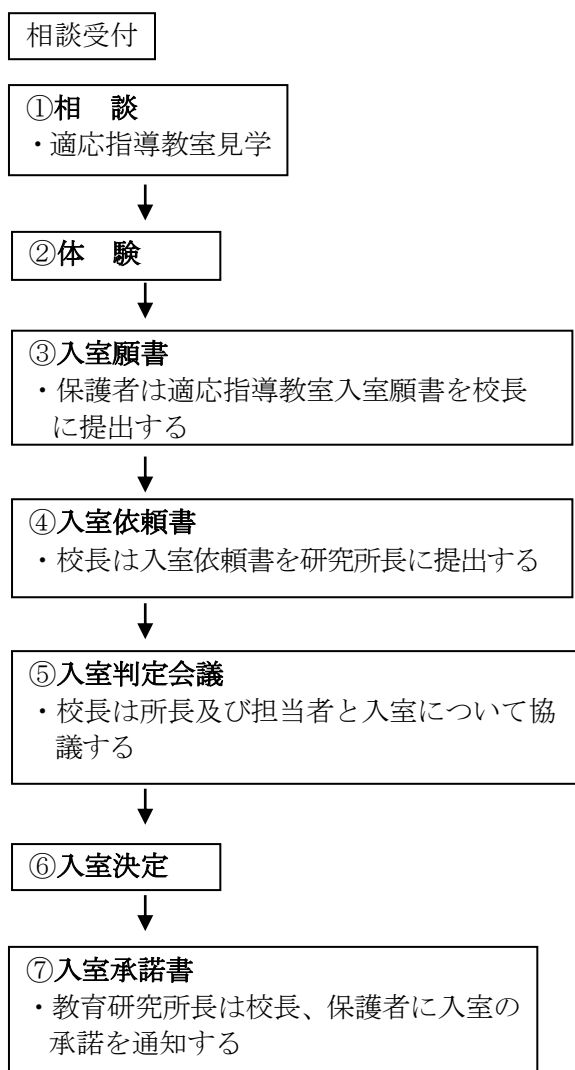 相談受付
①相　談
・適応指導教室見学
②体　験
③入室願書
・保護者は適応指導教室入室願書を校長
に提出する
④入室依頼書
・校長は入室依頼書を研究所長に提出する
⑤入室判定会議
・校長は所長及び担当者と入室について協
議する
⑥入室決定
⑦入室承諾書
・教育研究所長は校長、保護者に入室の
承諾を通知する